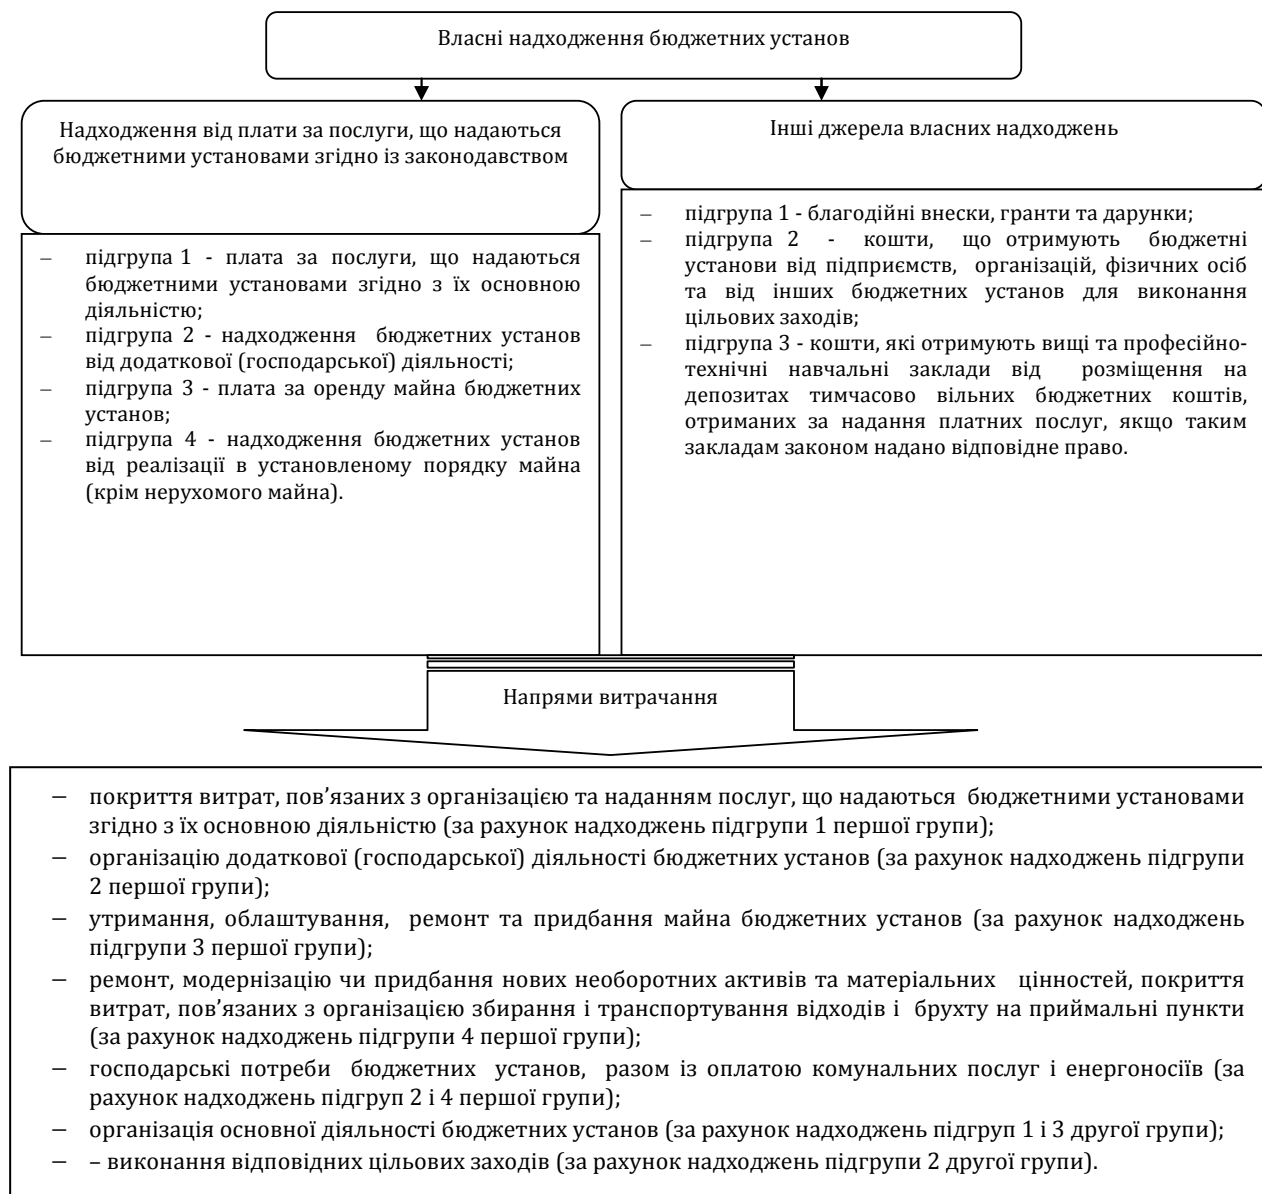 Власні надходження бюджетних установ
Надходження від плати за послуги, що надаються
бюджетними установами згідно із законодавством
– підгрупа 1 - плата за послуги, що надаються
бюджетними установами згідно з їх основною
діяльністю;
– підгрупа 2 - надходження бюджетних установ
від додаткової (господарської) діяльності;
– підгрупа 3 - плата за оренду майна бюджетних
установ;
– підгрупа 4 - надходження бюджетних установ
від реалізації в установленому порядку майна
(крім нерухомого майна).
Інші джерела власних надходжень
– підгрупа 1 - благодійні внески, гранти та дарунки;
– підгрупа 2 - кошти, що отримують бюджетні
установи від підприємств, організацій, фізичних осіб
та від інших бюджетних установ для виконання
цільових заходів;
– підгрупа 3 - кошти, які отримують вищі та професійно-
технічні навчальні заклади від розміщення на
депозитах тимчасово вільних бюджетних коштів,
отриманих за надання платних послуг, якщо таким
закладам законом надано відповідне право.
Напрями витрачання
– покриття витрат, пов’язаних з організацією та наданням послуг, що надаються бюджетними установами
згідно з їх основною діяльністю (за рахунок надходжень підгрупи 1 першої групи);
– організацію додаткової (господарської) діяльності бюджетних установ (за рахунок надходжень підгрупи
2 першої групи);
– утримання, облаштування, ремонт та придбання майна бюджетних установ (за рахунок надходжень
підгрупи 3 першої групи);
– ремонт, модернізацію чи придбання нових необоротних активів та матеріальних цінностей, покриття
витрат, пов’язаних з організацією збирання і транспортування відходів і брухту на приймальні пункти
(за рахунок надходжень підгрупи 4 першої групи);
– господарські потреби бюджетних установ, разом із оплатою комунальних послуг і енергоносіїв (за
рахунок надходжень підгруп 2 і 4 першої групи);
– організація основної діяльності бюджетних установ (за рахунок надходжень підгруп 1 і 3 другої групи);
– – виконання відповідних цільових заходів (за рахунок надходжень підгрупи 2 другої групи).